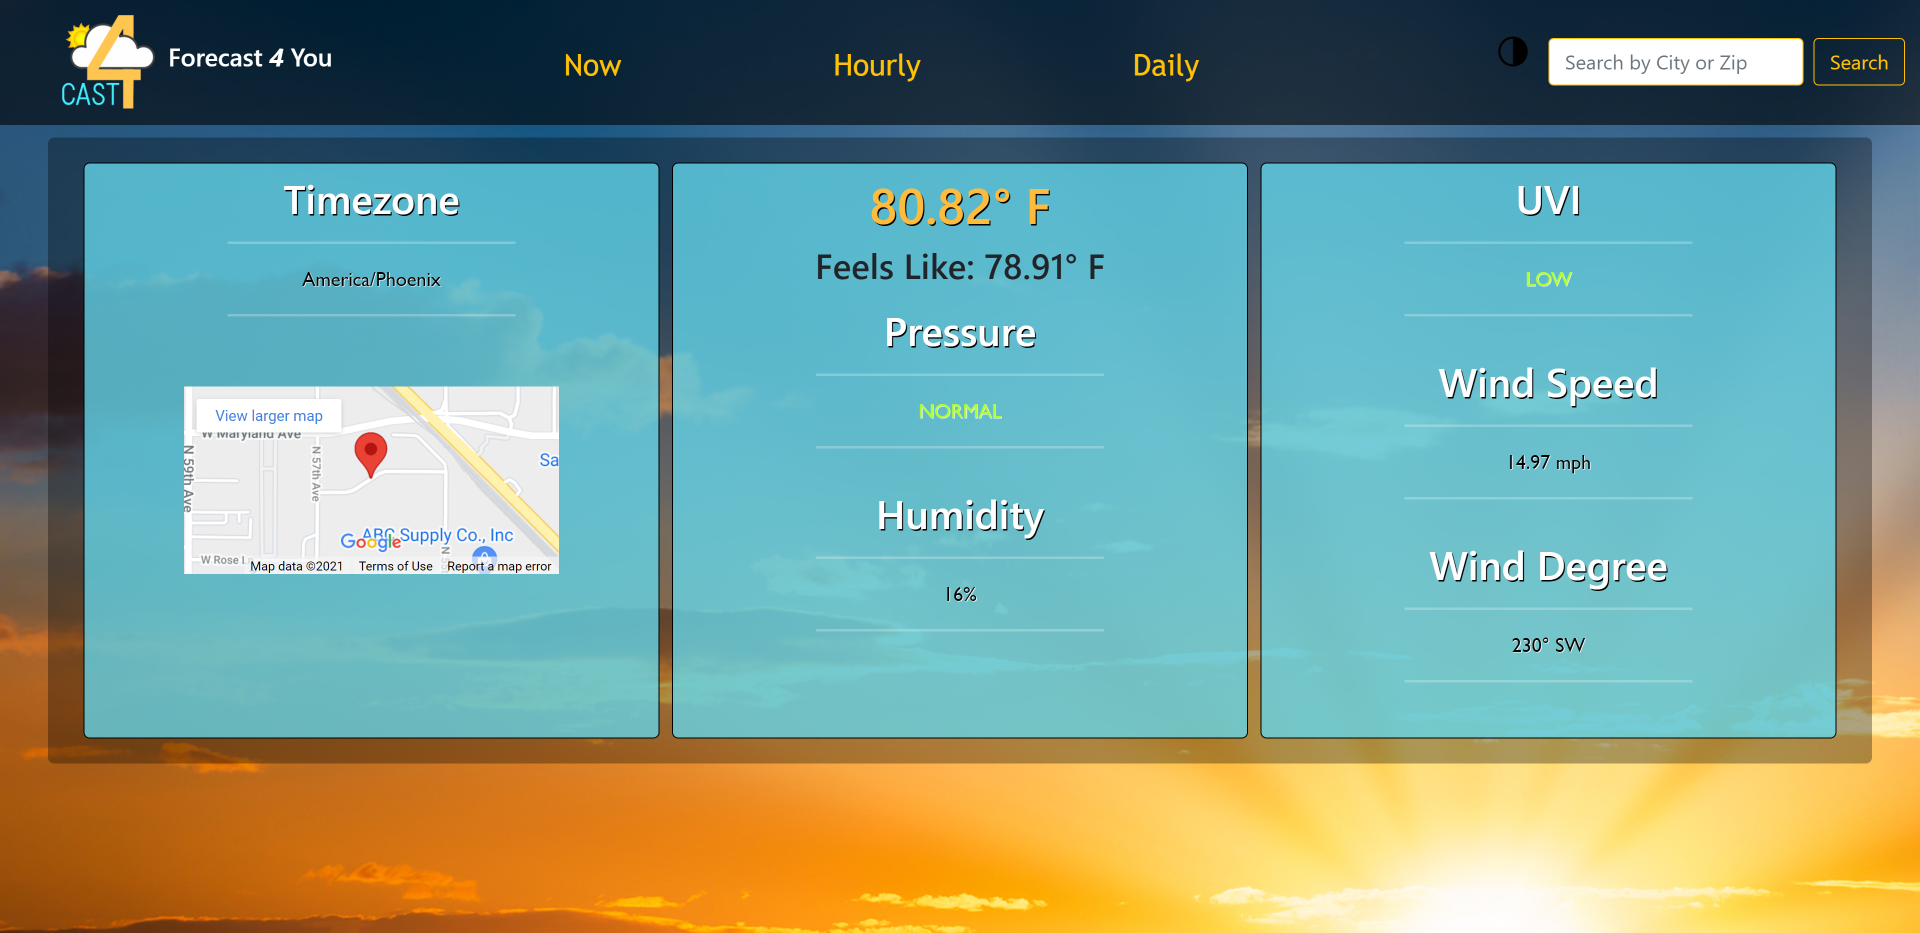 4
CAST
Forecast 4 You
Now
Hourly
Daily
Search by City or Zip
Search
Timezone
America/Phoenix
View larger map
W Maryland Ave
N 59th Ave
N 57th Ave
Sa
ABC Supply Co., Inc
Google
W Rose L
N 55
Map data ©2021
Terms of Use
Report a map error
80.82° F
Feels Like: 78.91° F
Pressure
NORMAL
Humidity
16%
UVI
LOW
Wind Speed
14.97 mph
Wind Degree
230° SW